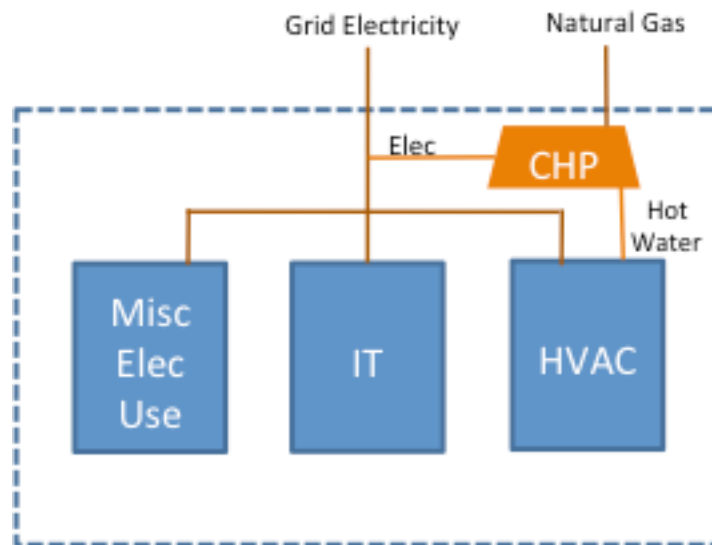 Grid Electricity
Natural Gas
Elec
CHP
Hot
Water
Misc
Elec
Use
IT
HVAC